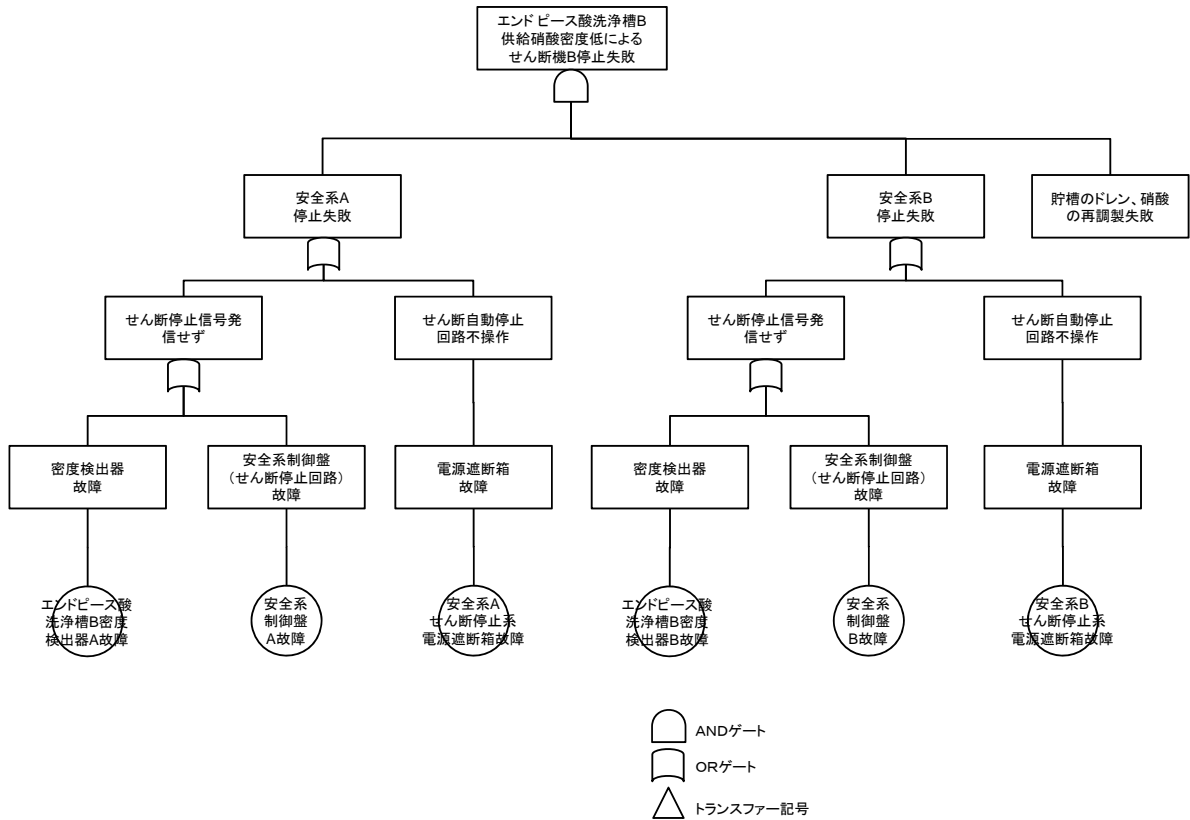 エンドピース酸洗浄槽B
供給硝酸密度低による
せん断機B停止失敗
安全系A
停止失敗
安全系B
停止失敗
貯槽のドレン、硝酸
の再調製失敗
せん断停止信号発
信せず
せん断自動停止
回路不操作
せん断停止信号発
信せず
せん断自動停止
回路不操作
密度検出器
故障
安全系制御盤
（せん断停止回路）
故障
電源遮断箱
故障
密度検出器
故障
安全系制御盤
（せん断停止回路）
故障
電源遮断箱
故障
エンドピース酸
洗浄槽B密度
検出器A故障
安全系
制御盤
A故障
安全系A
せん断停止系
電源遮断箱故障
エンドピース酸
洗浄槽B密度
検出器B故障
安全系
制御盤
B故障
安全系B
せん断停止系
電源遮断箱故障
ANDゲート
ORゲート
トランスファー記号